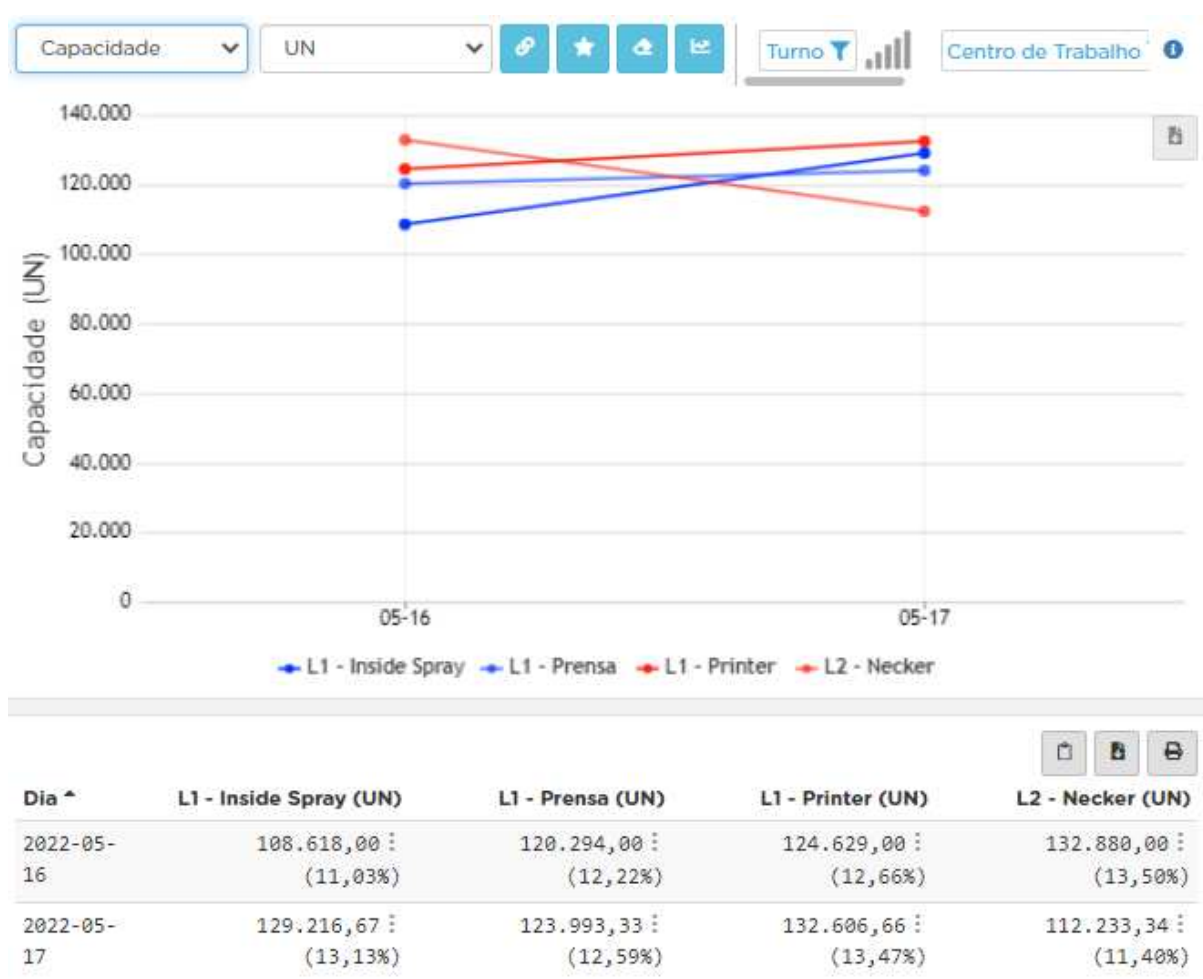 Capacidade UN Turno Centro de Trabalho
140.000
120.000
100.000
80.000
60.000
40.000
20.000
0
Capacidade (UN)
05-16 05-17
L1 - Inside Spray L1 - Prensa L1 - Printer L2 - Necker
Dia L1 - Inside Spray (UN) L1 - Prensa (UN) L1 - Printer (UN) L2 - Necker (UN)
2022-05- 108.618,00 120.294,00 124.629,00 132.880,00
16 (11,03%) (12,22%) (12,66%) (13,50%)
2022-05- 129.216,67 123.993,33 132.606,66 112.233,34
17 (13,13%) (12,59%) (13,47%) (11,40%)